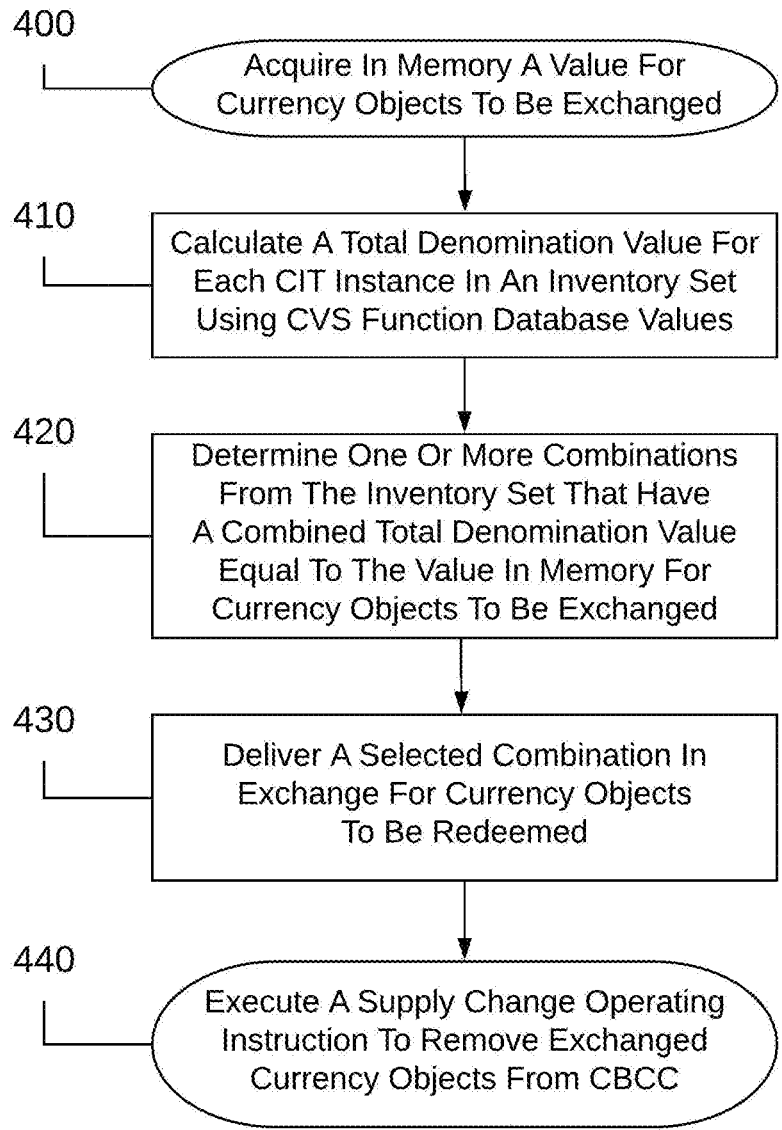 400
Acquire In Memory A Value For
Currency Objects To Be Exchanged
410
Calculate A Total Denomination Value For
Each CIT Instance In An Inventory Set
Using CVS Function Database Values
420
Determine One Or More Combinations
From The Inventory Set That Have
A Combined Total Denomination Value
Equal To The Value In Memory For
Currency Objects To Be Exchanged
430
Deliver A Selected Combination In
Exchange For Currency Objects
To Be Redeemed
440
Execute A Supply Change Operating
Instruction To Remove Exchanged
Currency Objects From CBCC